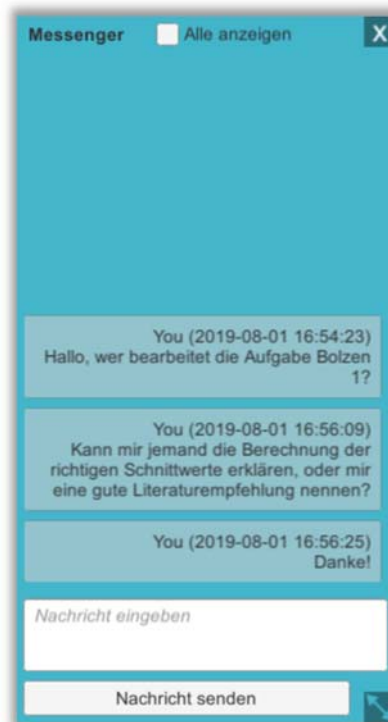 Messenger Alle anzeigen X
You (2019-08-01 16:54:23)
Hallo, wer bearbeitet die Aufgabe Bolzen
1?
You (2019-08-01 16:56:09)
Kann mir jemand die Berechnung der
richtigen Schnittwerte erklären, oder mir
eine gute Literaturempfehlung nennen?
You (2019-08-01 16:56:25)
Danke!
Nachricht eingeben
Nachricht senden